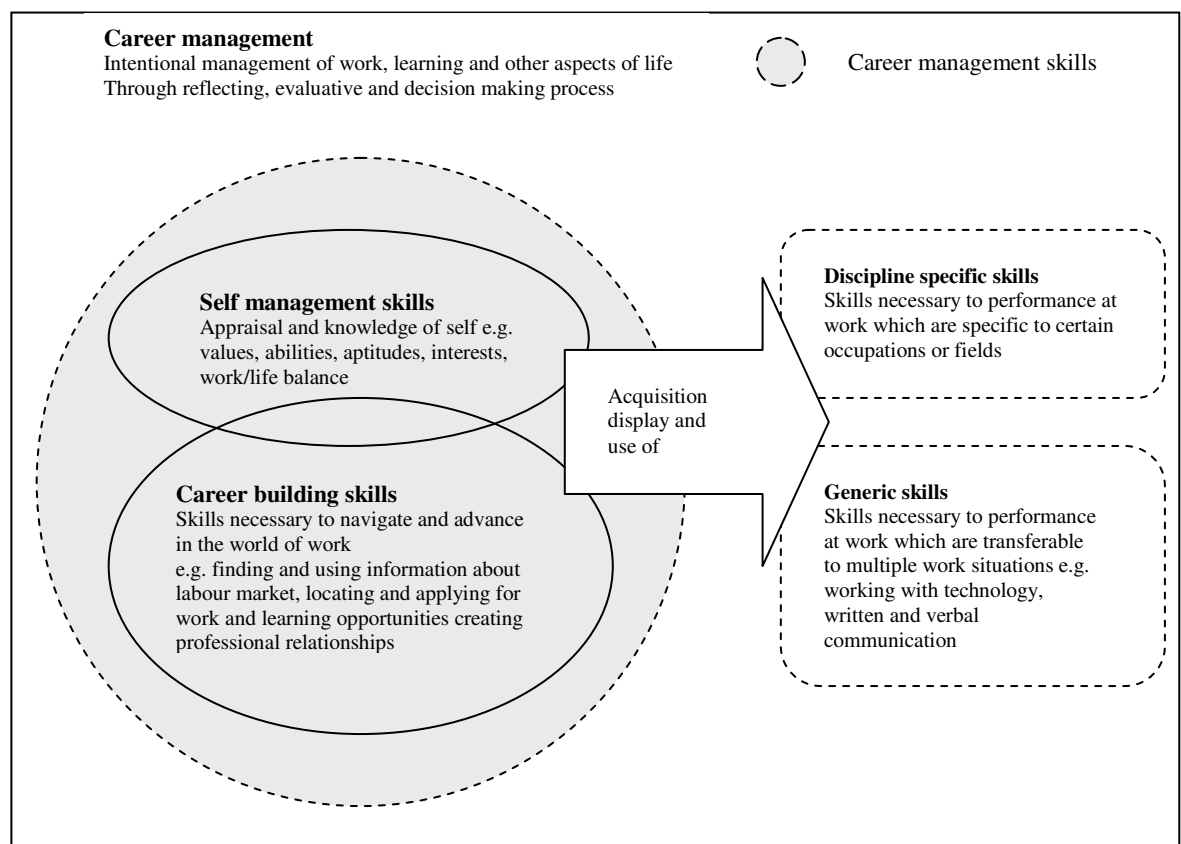 Career management
Intentional management of work, learning and other aspects of life
Through reflecting, evaluative and decision making process
Career management skills
Self management skills
Appraisal and knowledge of self e.g.
values, abilities, aptitudes, interests,
work/life balance
Career building skills
Skills necessary to navigate and advance
in the world of work
e.g. finding and using information about
labour market, locating and applying for
work and learning opportunities creating
professional relationships
Acquisition
display and
use of
Discipline specific skills
Skills necessary to performance at
work which are specific to certain
occupations or fields
Generic skills
Skills necessary to performance
at work which are transferable
to multiple work situations e.g.
working with technology,
written and verbal
communication